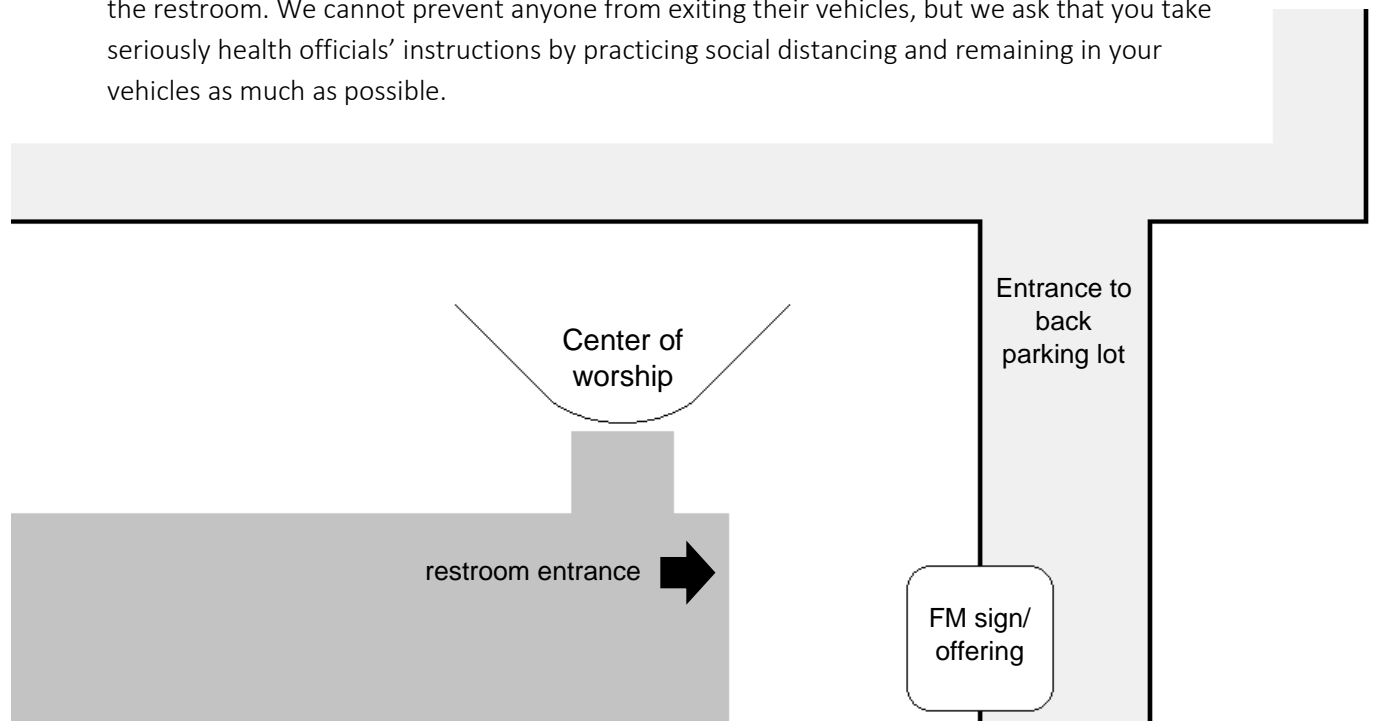 the restroom. We cannot prevent anyone from exiting their vehicles, but we ask that you take
seriously health officials’ instructions by practicing social distancing and remaining in your
vehicles as much as possible.
Entrance to
back
parking lot
Center of
worship
restroom entrance
FM sign/
offering